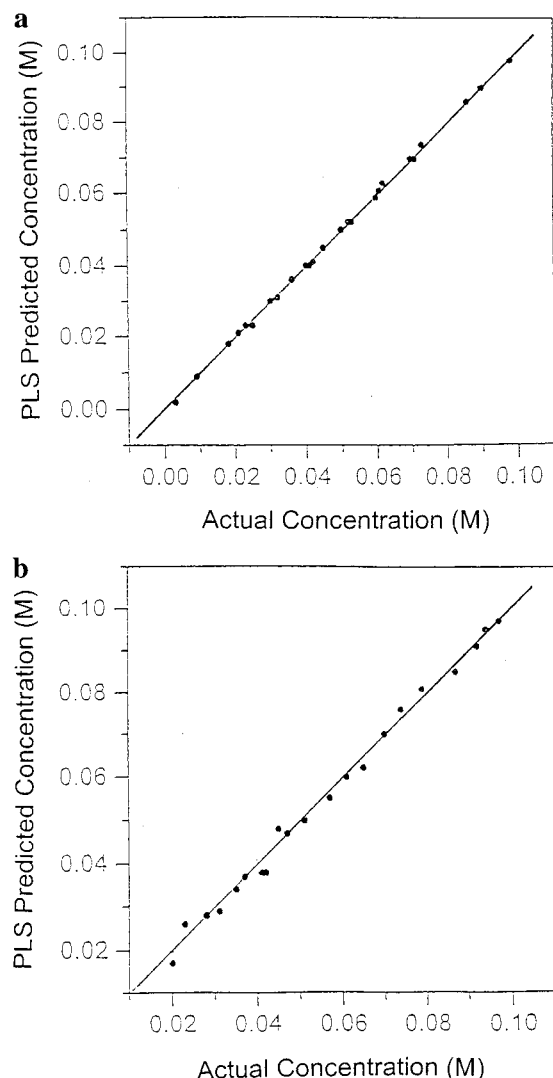 a
0.10
0.08
0.06
0.04
0.02
0.00
PLS Predicted Concentration (M)
0.00 0.02 0.04 0.06 0.08 0.10
Actual Concentration (M)
b
0.10
0.08
0.06
0.04
0.02
PLS Predicted Concentration (M)
0.02 0.04 0.06 0.08 0.10
Actual Concentration (M)